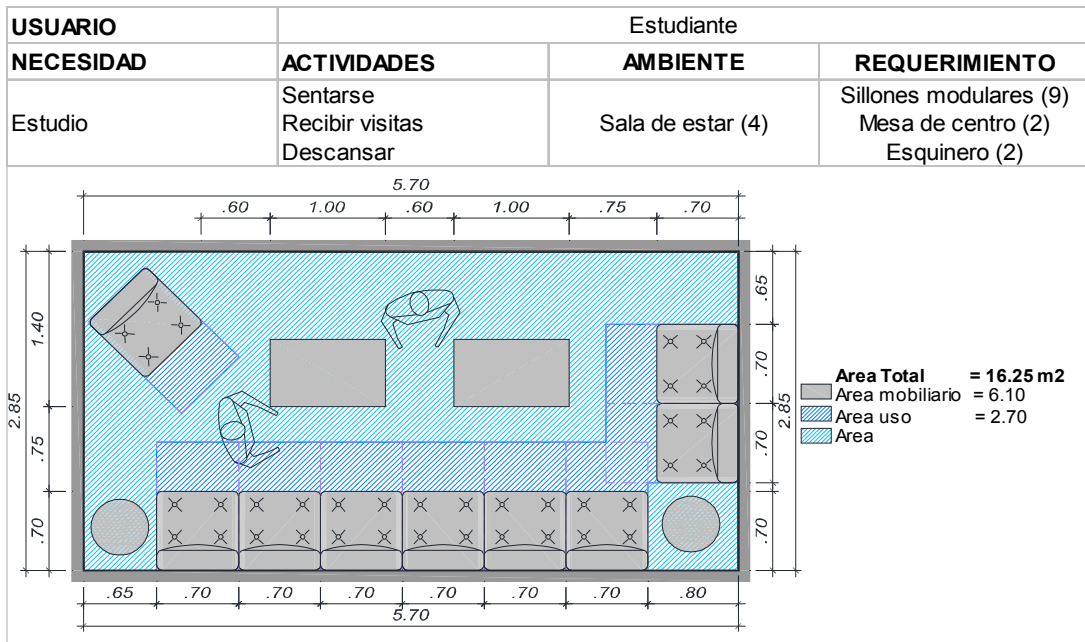 USUARIO Estudiante
NECESIDAD ACTIVIDADES AMBIENTE REQUERIMIENTO
Estudio
Sentarse
Recibir visitas
Descansar
Sala de estar (4)
Sillones modulares (9)
Mesa de centro (2)
Esquinero (2)
5.70
.60 1.00 .60 1.00 .75 .70
2.85
1.40
.75
.70
.65
.70
.70
.70
2.85
Area Total = 16.25 m2
Area mobiliario = 6.10
Area uso = 2.70
Area
.65 .70 .70 .70 .70 .70 .70 .80
5.70